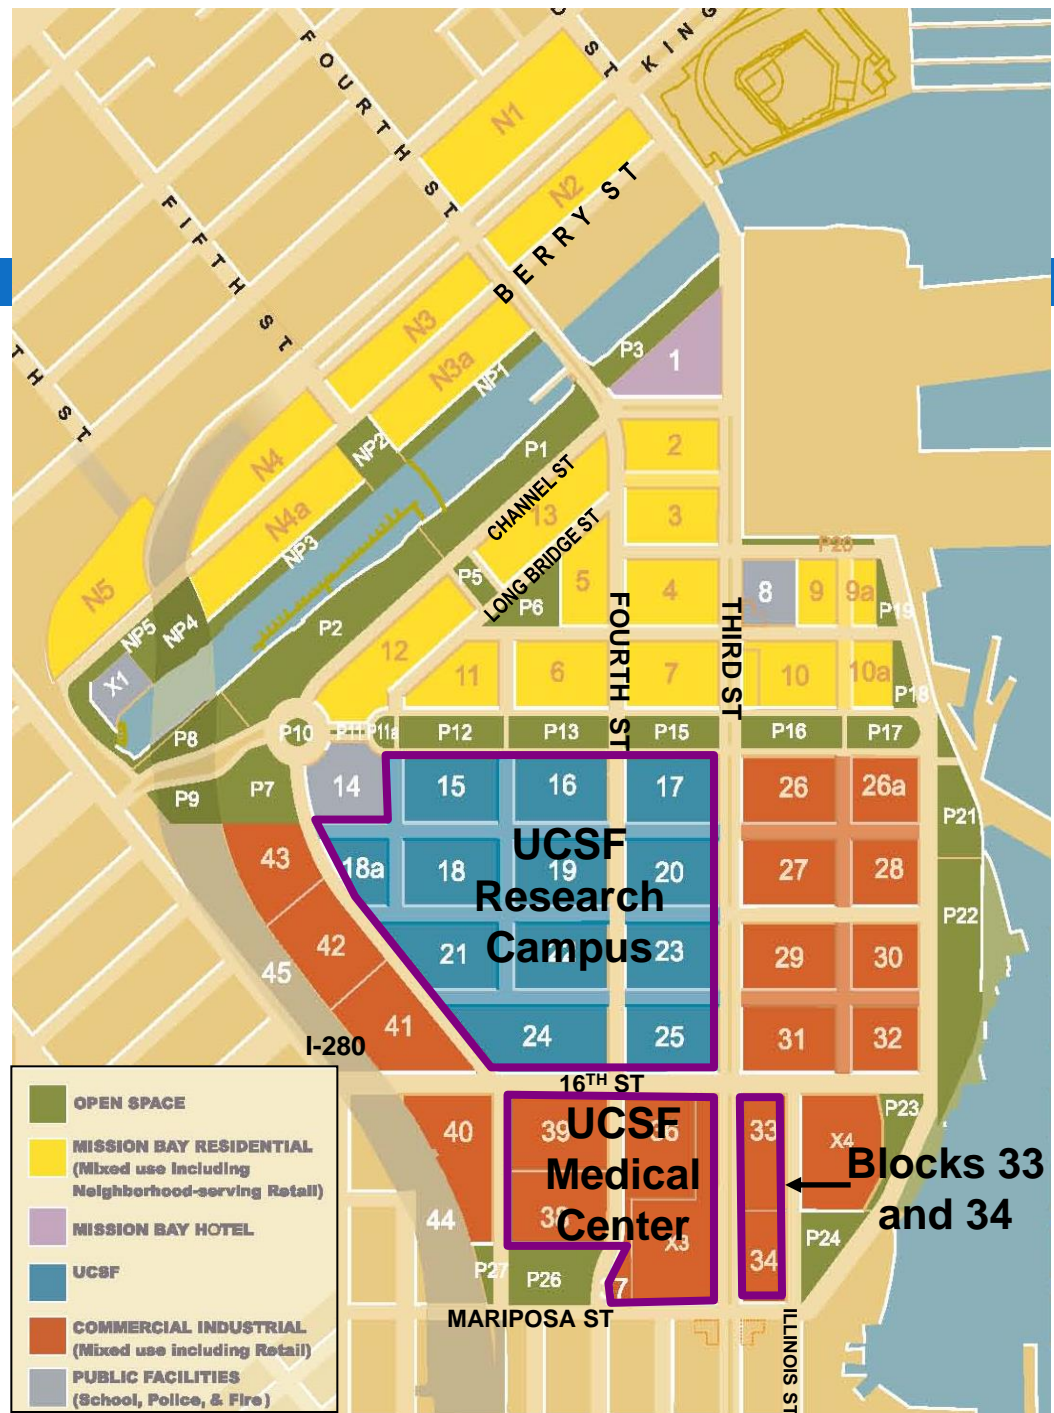 FOURTH ST
KING
O ST
N1
N2
BERRY ST
FIFTH ST
TH ST
N3
N3a
NP1
P3
1
N4
NP2
P1
2
N4a
CHANNEL ST
13
3
NP3
LONG BRIDGE ST
P20
N5
P5
P6
5
4
8
9
9a
P19
NP5
NP4
P2
FOURTH ST
THIRD ST
12
11
6
7
10
10a
P18
X1
P8
P10
P11
P11a
P12
P13
P15
P16
P17
P9
P7
14
15
16
17
26
26a
P21
UCSF
Research
Campus
43
18a
18
19
20
27
28
P22
42
45
21
22
23
29
30
41
24
25
31
32
I-280
16TH ST
UCSF
Medical
Center
40
39
36
33
X4
P23
Blocks 33
and 34
44
38
X3
34
P24
P27
P26
37
MARIPOSA ST
ILLINOIS ST
OPEN SPACE
MISSION BAY RESIDENTIAL
(Mixed use including
Neighborhood-serving Retail)
MISSION BAY HOTEL
UCSF
COMMERCIAL INDUSTRIAL
(Mixed use including Retail)
PUBLIC FACILITIES
(School, Police, & Fire)